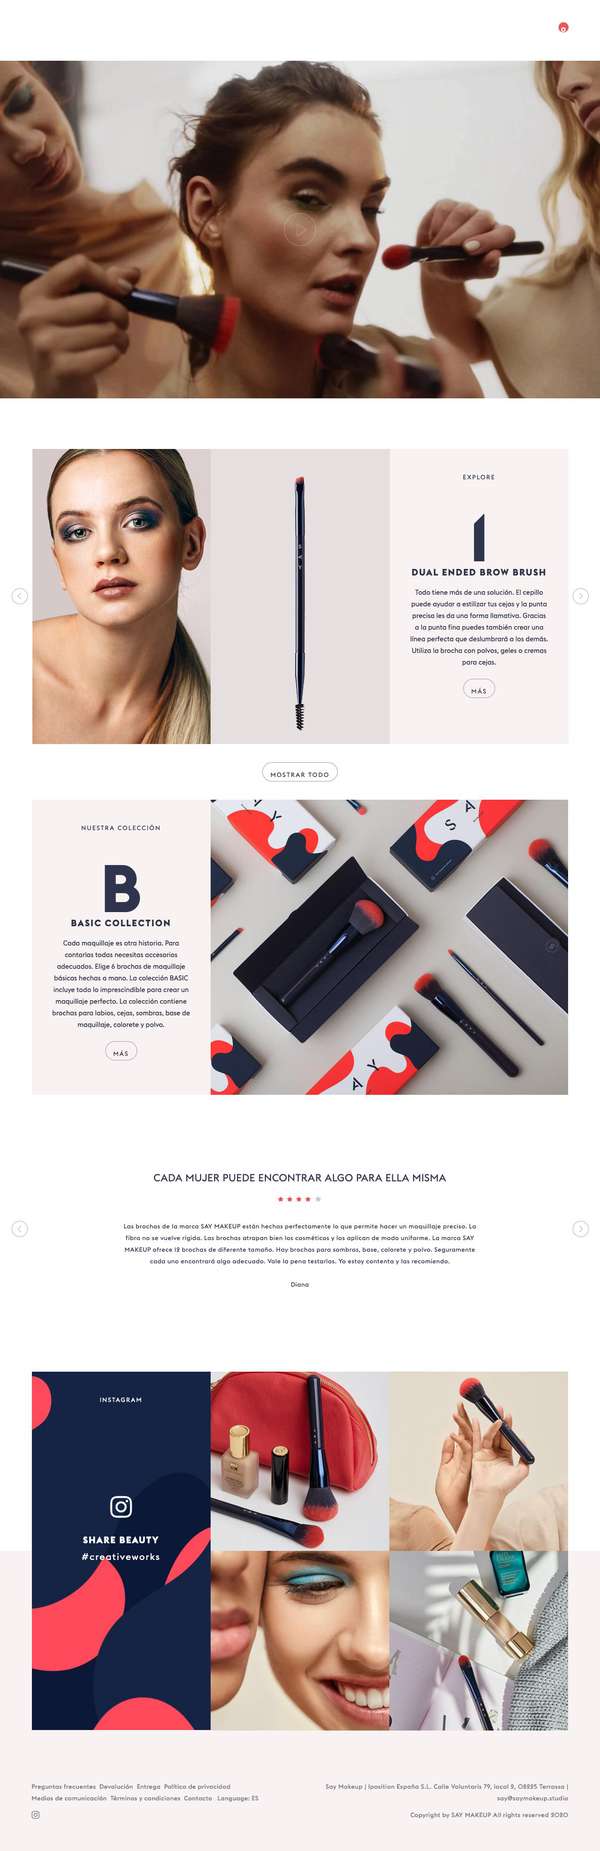 0
EXPLORE
1
DUAL ENDED BROW BRUSH
Todo tiene más de una solución. El cepillo
puede ayudar a estilizar tus cejas y la punta
precisa les da una forma llamativa. Gracias
a la punta fina puedes también crear una
línea perfecta que deslumbrará a los demás.
Utiliza la brocha con polvos, geles o cremas
para cejas.
MÁS
SAY
MOSTRAR TODO
NUESTRA COLECCIÓN
B
BASIC COLLECTION
Cada maquillaje es otra historia. Para
contarlas todas necesitas accesorios
adecuados. Elige 6 brochas de maquillaje
básicas hechas a mano. La colección BASIC
incluye todo lo imprescindible para crear un
maquillaje perfecto. La colección contiene
brochas para labios, cejas, sombras, base de
maquillaje, colorete y polvo.
MÁS
CADA MUJER PUEDE ENCONTRAR ALGO PARA ELLA MISMA
Las brochas de la marca SAY MAKEUP están hechas perfectamente lo que permite hacer un maquillaje preciso. La
fibra no se vuelve rígida. Las brochas atrapan bien los cosméticos y los aplican de modo uniforme. La marca SAY
MAKEUP ofrece 12 brochas de diferente tamaño. Hay brochas para sombras, base, colorete y polvo. Seguramente
cada una encontrará algo adecuado. Vale la pena testarlas. Yo estoy contenta y las recomiendo.
Diana
INSTAGRAM
SHARE BEAUTY
#creativeworks
Preguntas frecuentes Devolución Entrega Política de privacidad
Medios de comunicación Términos y condiciones Contacto Language: ES
Say Makeup | Iposition España S.L. Calle Voluntaris 79, local 2, 08225 Terrassa |
say@saymakeup.studio
Copyright by SAY MAKEUP All rights reserved 2020